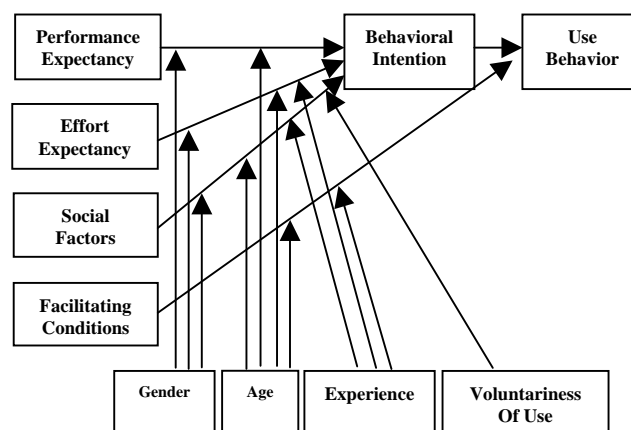 Performance
Expectancy
Behavioral
Intention
Use
Behavior
Effort
Expectancy
Social
Factors
Facilitating
Conditions
Gender
Age
Experience
Voluntariness
Of Use